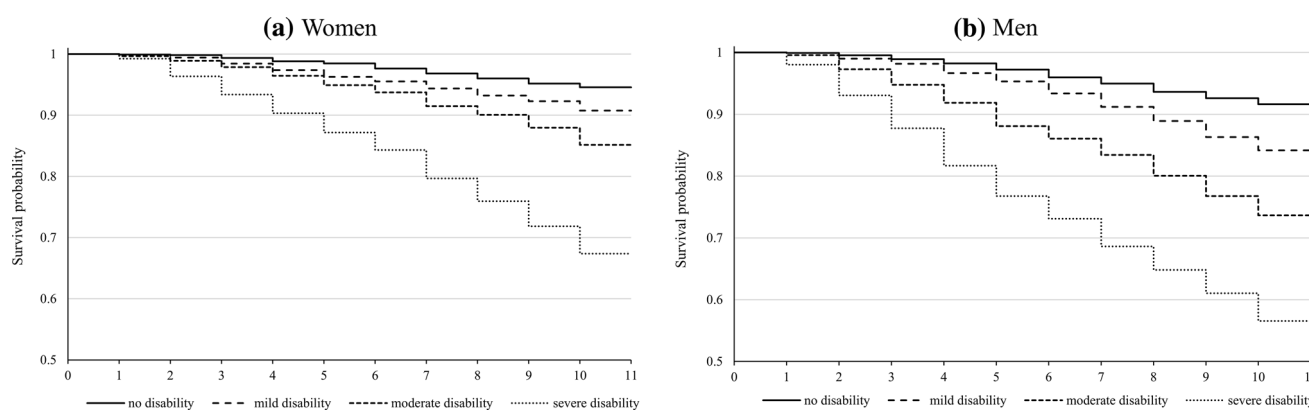 (a) Women
1
0.9
0.8
0.7
0.6
0.5
Survival probability
0 1 2 3 4 5 6 7 8 9 10 11
no disability mild disability moderate disability severe disability
(b) Men
1
0.9
0.8
0.7
0.6
0.5
Survival probability
0 1 2 3 4 5 6 7 8 9 10
no disability mild disability moderate disability severe disability